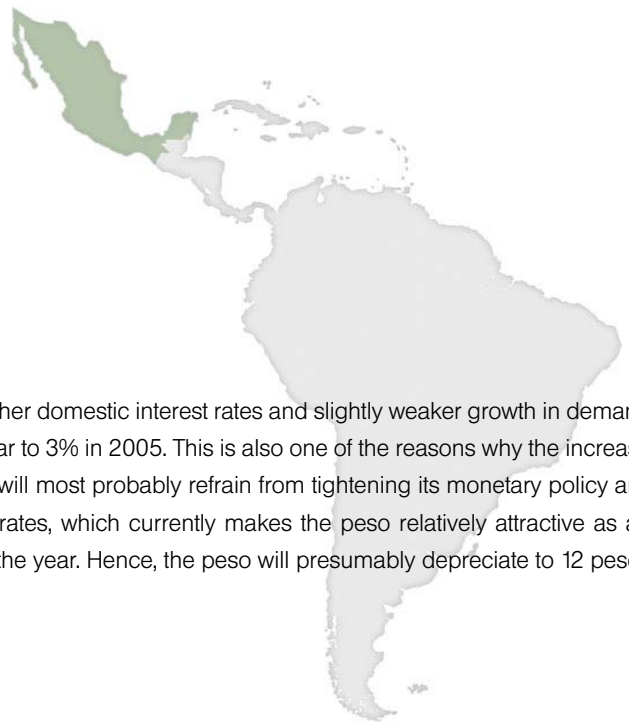 her domestic interest rates and slightly weaker growth in deman
ar to 3% in 2005. This is also one of the reasons why the increas
will most probably refrain from tightening its monetary policy a
rates, which currently makes the peso relatively attractive as a
the year. Hence, the peso will presumably depreciate to 12 pes